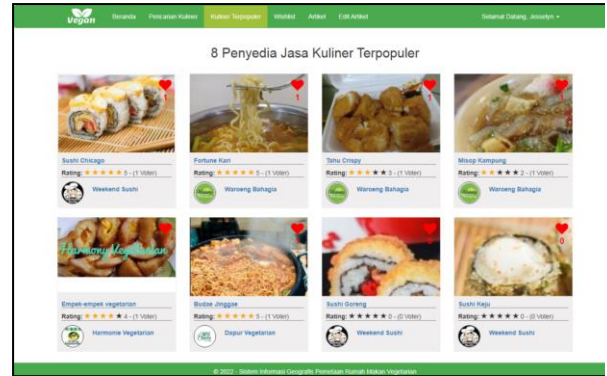 Vegan Beranda Pencarian Kuliner Kuliner Terpopuler Wishlist Artikel Edit Artikel Selamat Datang, Josselyn
8 Penyedia Jasa Kuliner Terpopuler
1 1 1
Sushi Chicago Fortune Kari Tahu Crispy Misop Kampung
Rating: ★★★★★ 5 - (1 Voter) Rating: ★★★★★ 5 - (1 Voter) Rating: ★★★★★ 3 - (1 Voter) Rating: ★★★★★ 2 - (1 Voter)
Weekend Sushi Waroeng Bahagia Waroeng Bahagia Waroeng Bahagia
Harmony Vegetarian
0
Empek-empek vegetarian Budae Jinggae Sushi Goreng Sushi Keju
Rating: ★★★★★ 4 - (1 Voter) Rating: ★★★★★ 5 - (1 Voter) Rating: ★★★★★ 0 - (0 Voter) Rating: ★★★★★ 0 - (0 Voter)
Harmonie Vegetarian Dapur Vegetarian Weekend Sushi Weekend Sushi
© 2022 - Sistem Informasi Geografis Pemetaan Rumah Makan Vegetarian